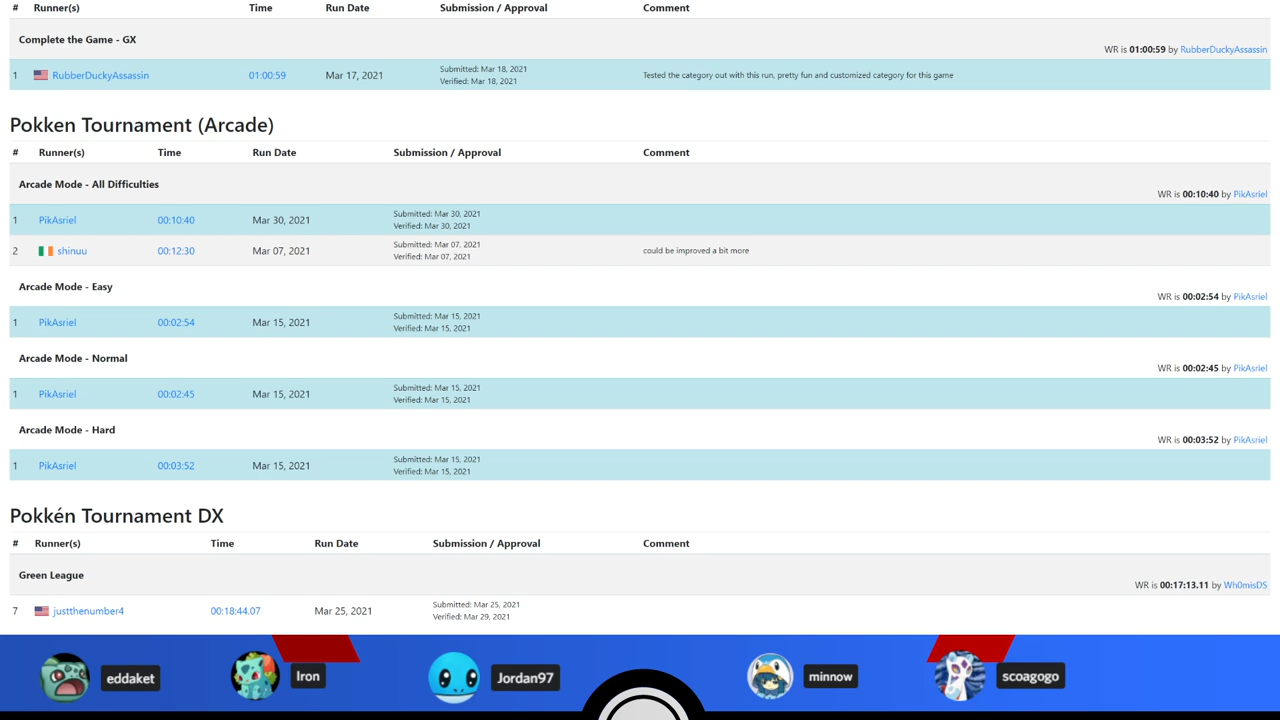 # Runner(s) Time Run Date Submission / Approval Comment
Complete the Game - GX
WR is 01:00:59 by RubberDuckyAssassin
1 RubberDuckyAssassin 01:00:59 Mar 17, 2021 Submitted: Mar 18, 2021 Tested the category out with this run, pretty fun and customized category for this game
Verified: Mar 18, 2021
Pokken Tournament (Arcade)
# Runner(s) Time Run Date Submission / Approval Comment
Arcade Mode - All Difficulties
WR is 00:10:40 by PikAsriel
1 PikAsriel 00:10:40 Mar 30, 2021 Submitted: Mar 30, 2021
Verified: Mar 30, 2021
2 shinuu 00:12:30 Mar 07, 2021 Submitted: Mar 07, 2021 could be improved a bit more
Verified: Mar 07, 2021
Arcade Mode - Easy
WR is 00:02:54 by PikAsriel
1 PikAsriel 00:02:54 Mar 15, 2021 Submitted: Mar 15, 2021
Verified: Mar 15, 2021
Arcade Mode - Normal
WR is 00:02:45 by PikAsriel
1 PikAsriel 00:02:45 Mar 15, 2021 Submitted: Mar 15, 2021
Verified: Mar 15, 2021
Arcade Mode - Hard
WR is 00:03:52 by PikAsriel
1 PikAsriel 00:03:52 Mar 15, 2021 Submitted: Mar 15, 2021
Verified: Mar 15, 2021
Pokkén Tournament DX
# Runner(s) Time Run Date Submission / Approval Comment
Green League
WR is 00:17:13.11 by Wh0misDS
7 justthenumber4 00:18:44.07 Mar 25, 2021 Submitted: Mar 25, 2021
Verified: Mar 29, 2021
eddaket Iron Jordan97 minnow scoagogo